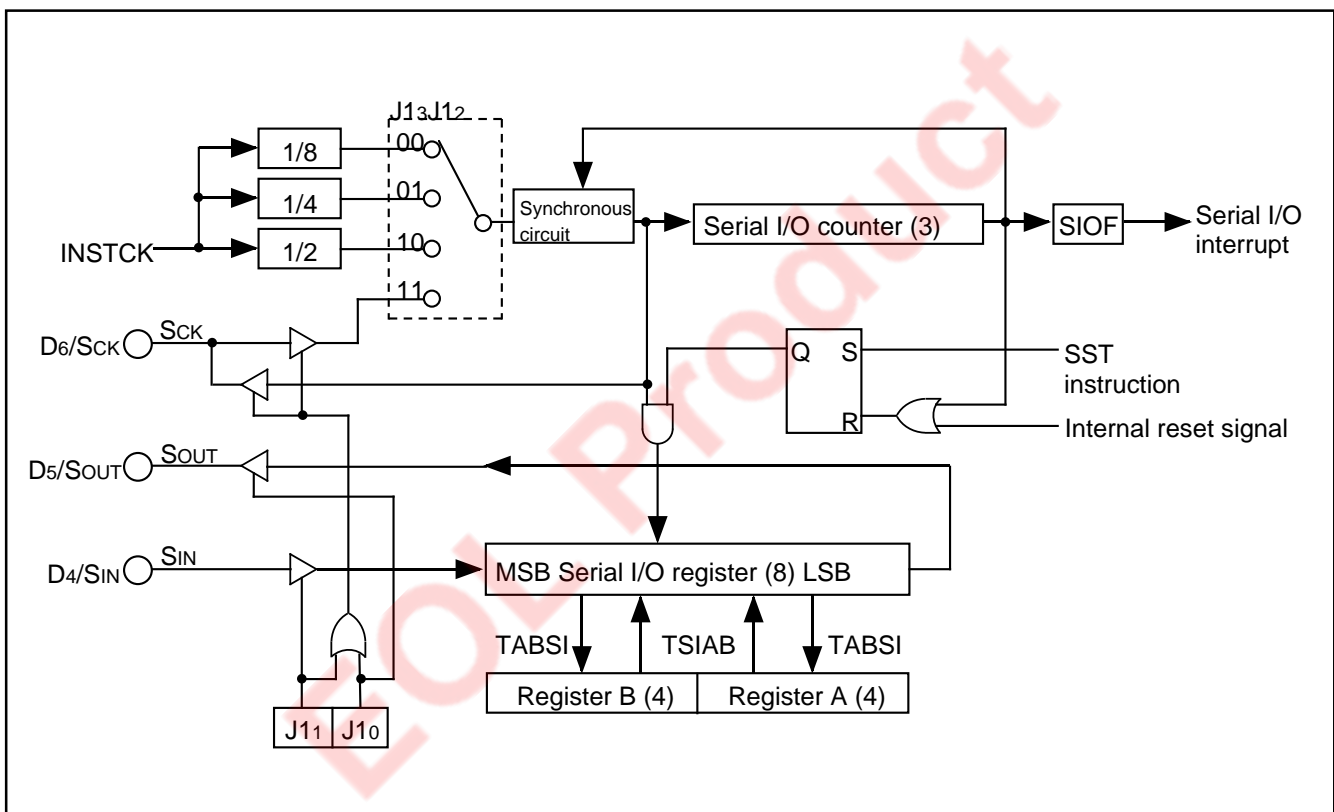 J13J12
00
1/8
01
1/4
10
1/2
11
INSTCK
Synchronous
circuit
Serial I/O counter (3)
SIOF
Serial I/O
interrupt
D6/SCK
SCK
Q
S
R
SST
instruction
Internal reset signal
D5/SOUT
SOUT
D4/SIN
SIN
MSB Serial I/O register (8) LSB
TABSI
TSIAB
TABSI
Register B (4)
Register A (4)
J11
J10
EOL Product